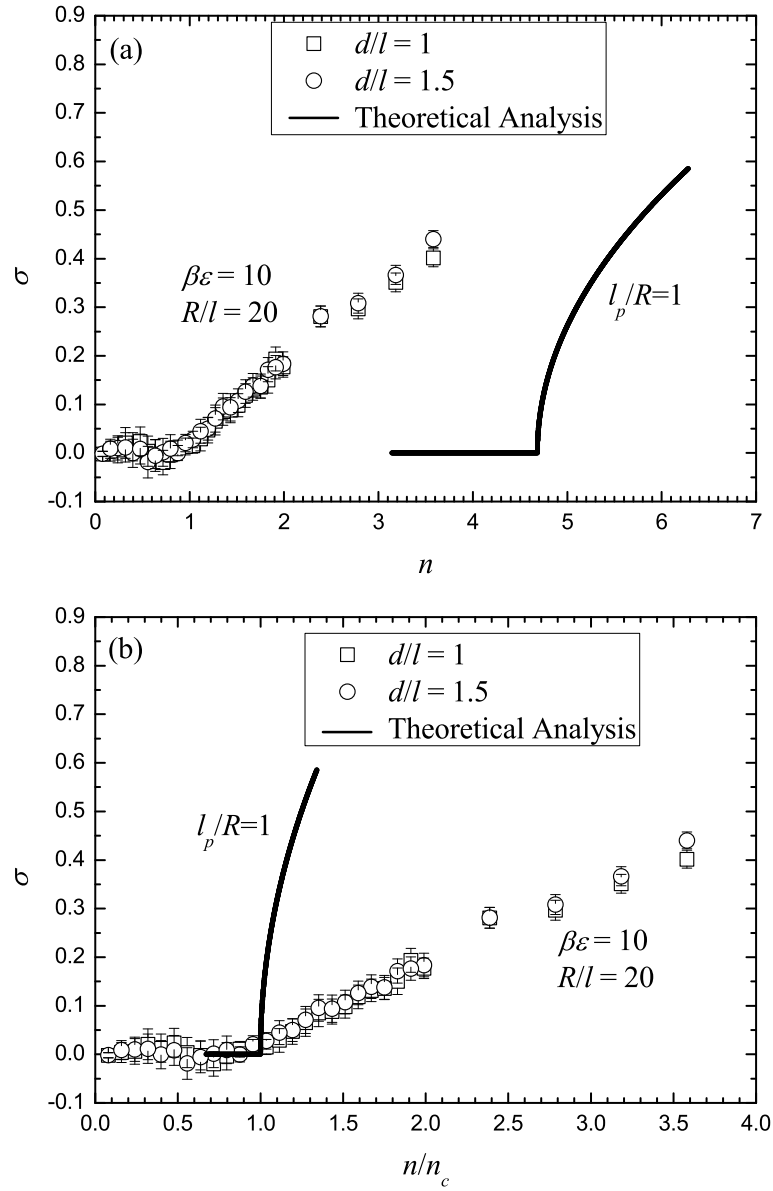 (a)
d/l = 1
d/l = 1.5
Theoretical Analysis
0.9
0.8
0.7
0.6
0.5
0.4
0.3
0.2
0.1
0.0
-0.1
σ
βε = 10
R/l = 20
l_p/R=1
0 1 2 3 4 5 6 7
n
(b)
d/l = 1
d/l = 1.5
Theoretical Analysis
0.9
0.8
0.7
0.6
0.5
0.4
0.3
0.2
0.1
0.0
-0.1
σ
l_p/R=1
βε = 10
R/l = 20
0.0 0.5 1.0 1.5 2.0 2.5 3.0 3.5 4.0
n/n_c